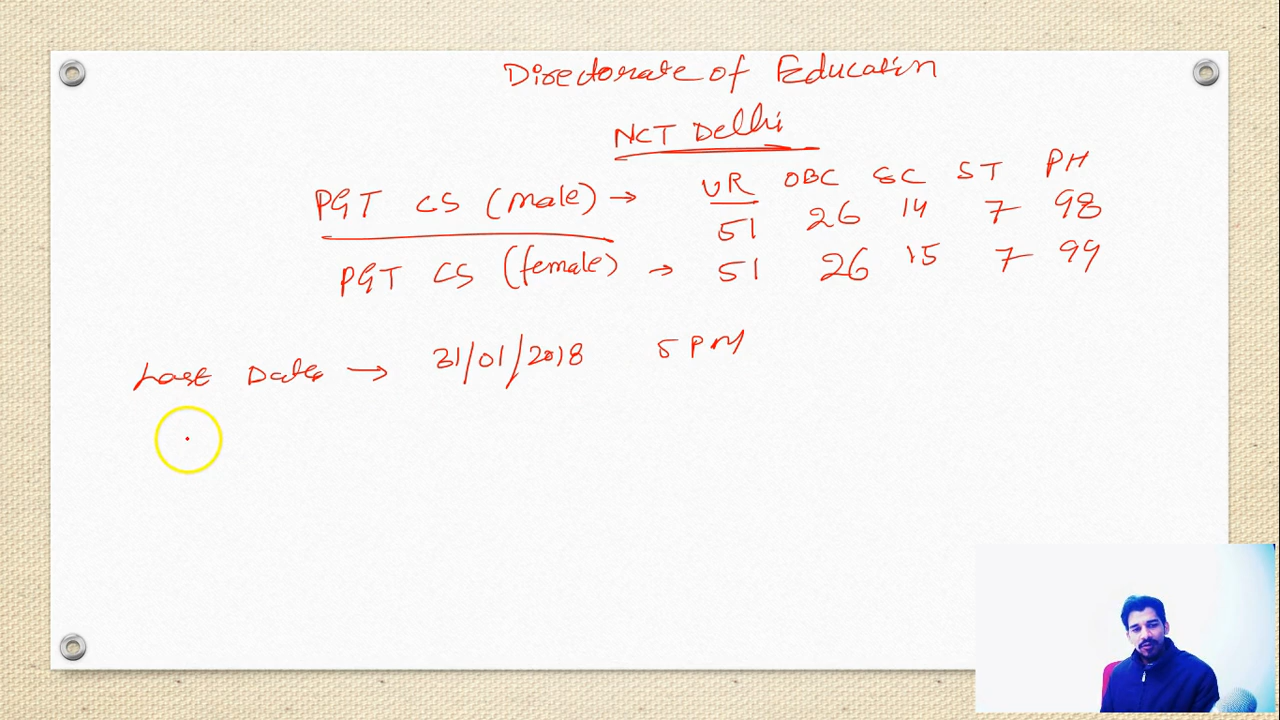 Directorate of Education
NCT Delhi
UR OBC SC ST PH
PGT CS (Male) → 51 26 14 7 98
PGT CS (female) → 51 26 15 7 99
Last Date → 31/01/2018 5 PM